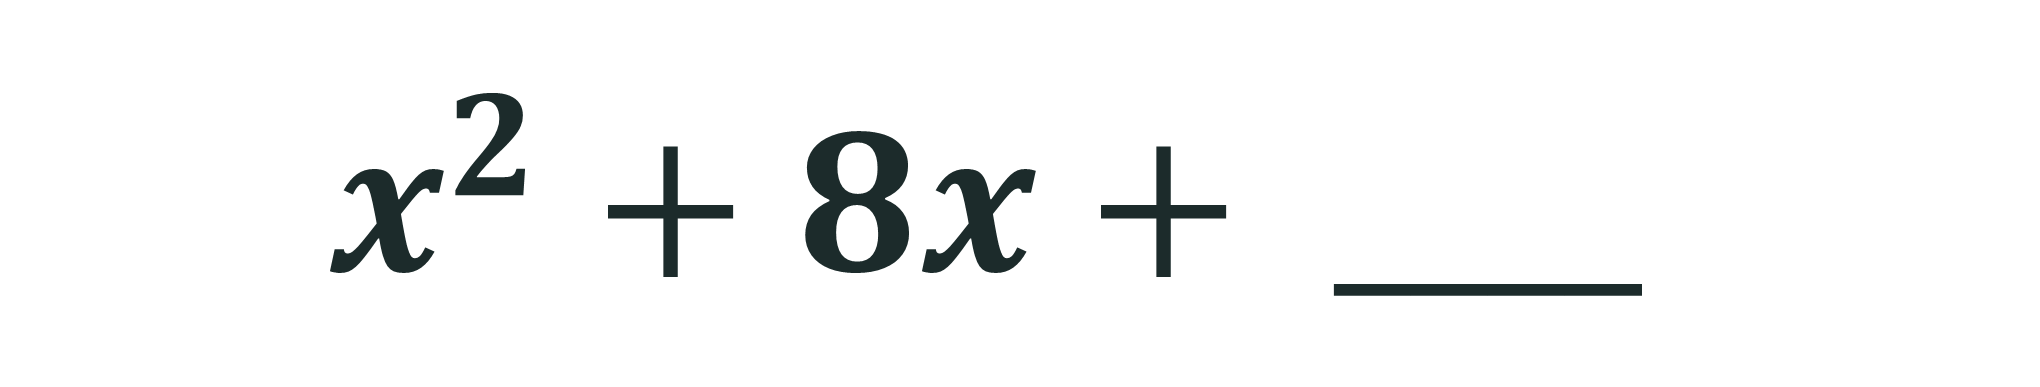 x² + 8x + ___